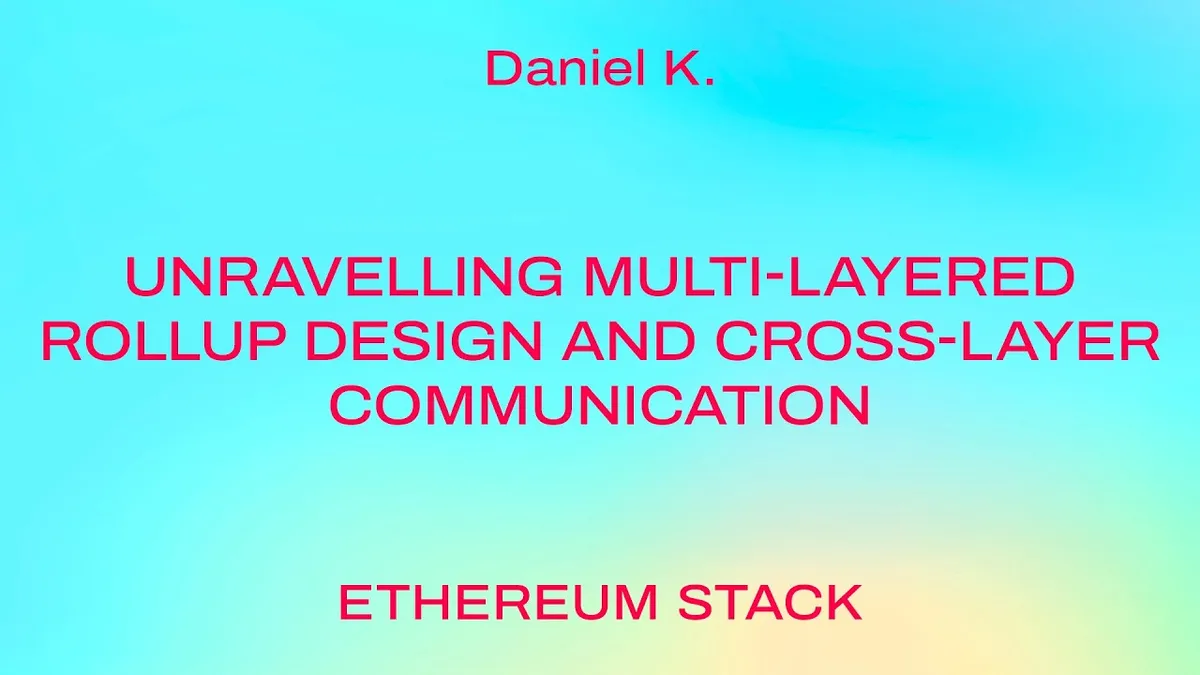 Daniel K.
UNRAVELLING MULTI-LAYERED
ROLLUP DESIGN AND CROSS-LAYER
COMMUNICATION
ETHEREUM STACK